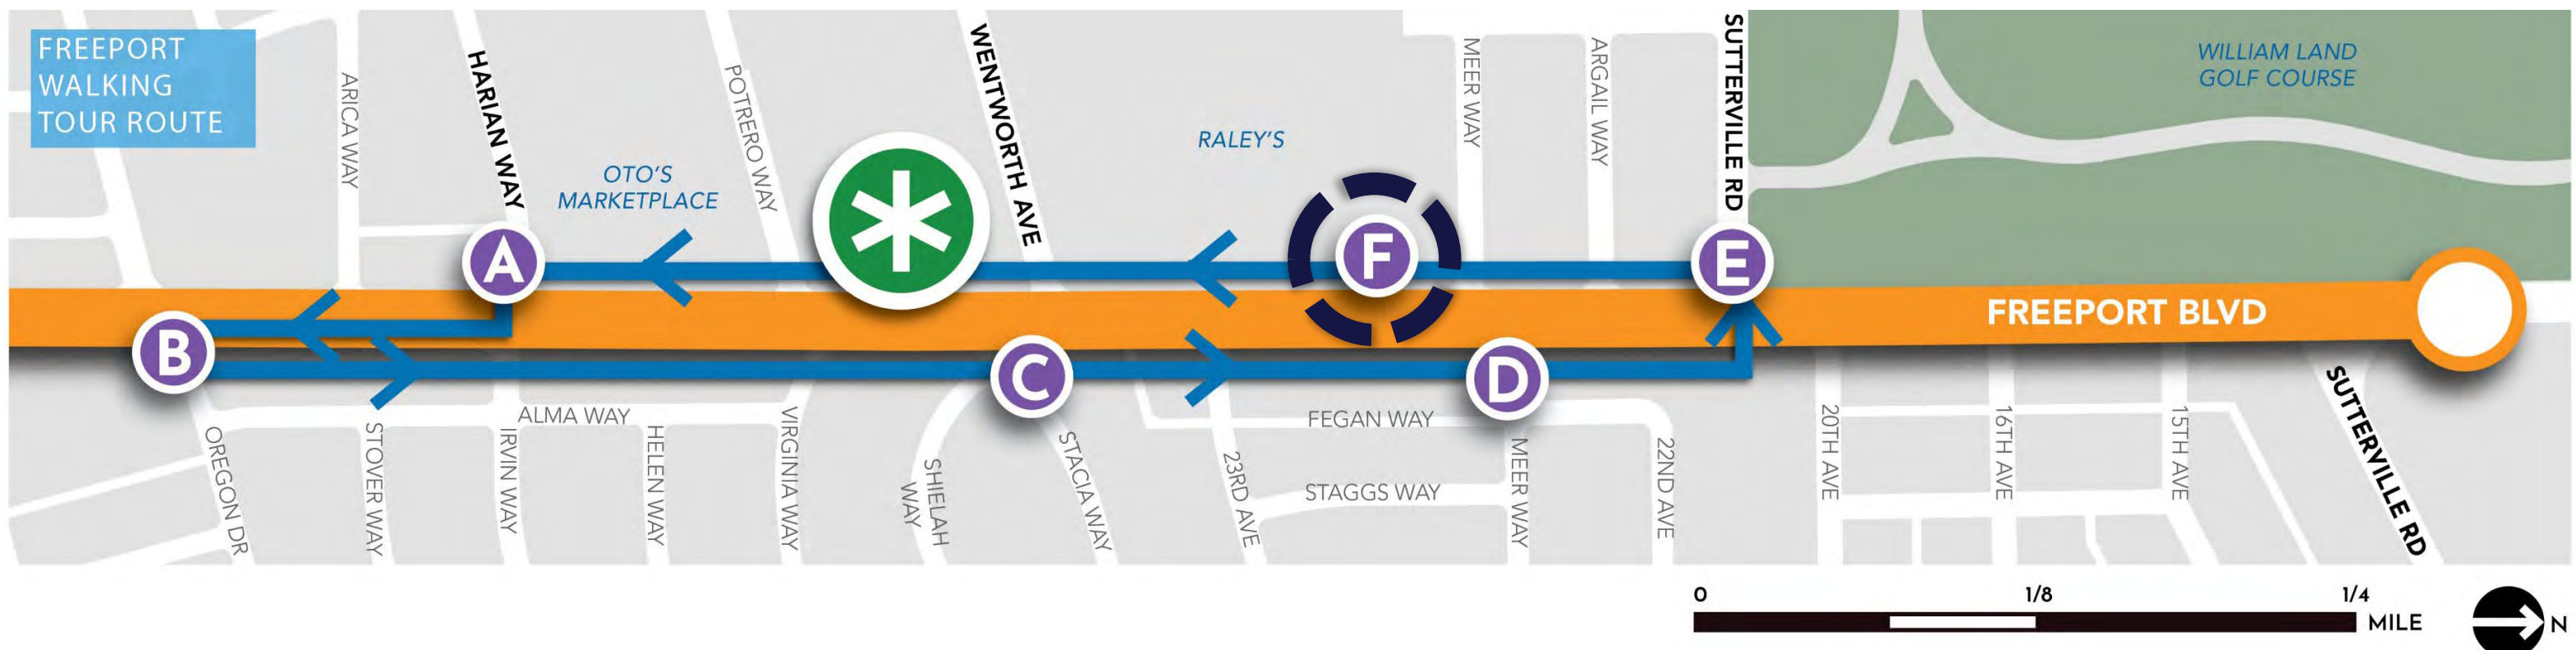 FREEPORT
WALKING
TOUR ROUTE
ARICA WAY
HARIAN WAY
OTO'S
MARKETPLACE
POTRERO WAY
WENTWORTH AVE
RALEY'S
MEER WAY
ARGAIL WAY
SUTTERVILLE RD
WILLIAM LAND
GOLF COURSE
A
F
E
B
C
D
FREEPORT BLVD
OREGON DR
STOVER WAY
ALMA WAY
IRVIN WAY
HELEN WAY
VIRGINIA WAY
SHIELAH
WAY
STACIA WAY
23RD AVE
FEGAN WAY
STAGGS WAY
MEER WAY
22ND AVE
20TH AVE
16TH AVE
15TH AVE
SUTTERVILLE RD
0 1/8 1/4
MILE
N